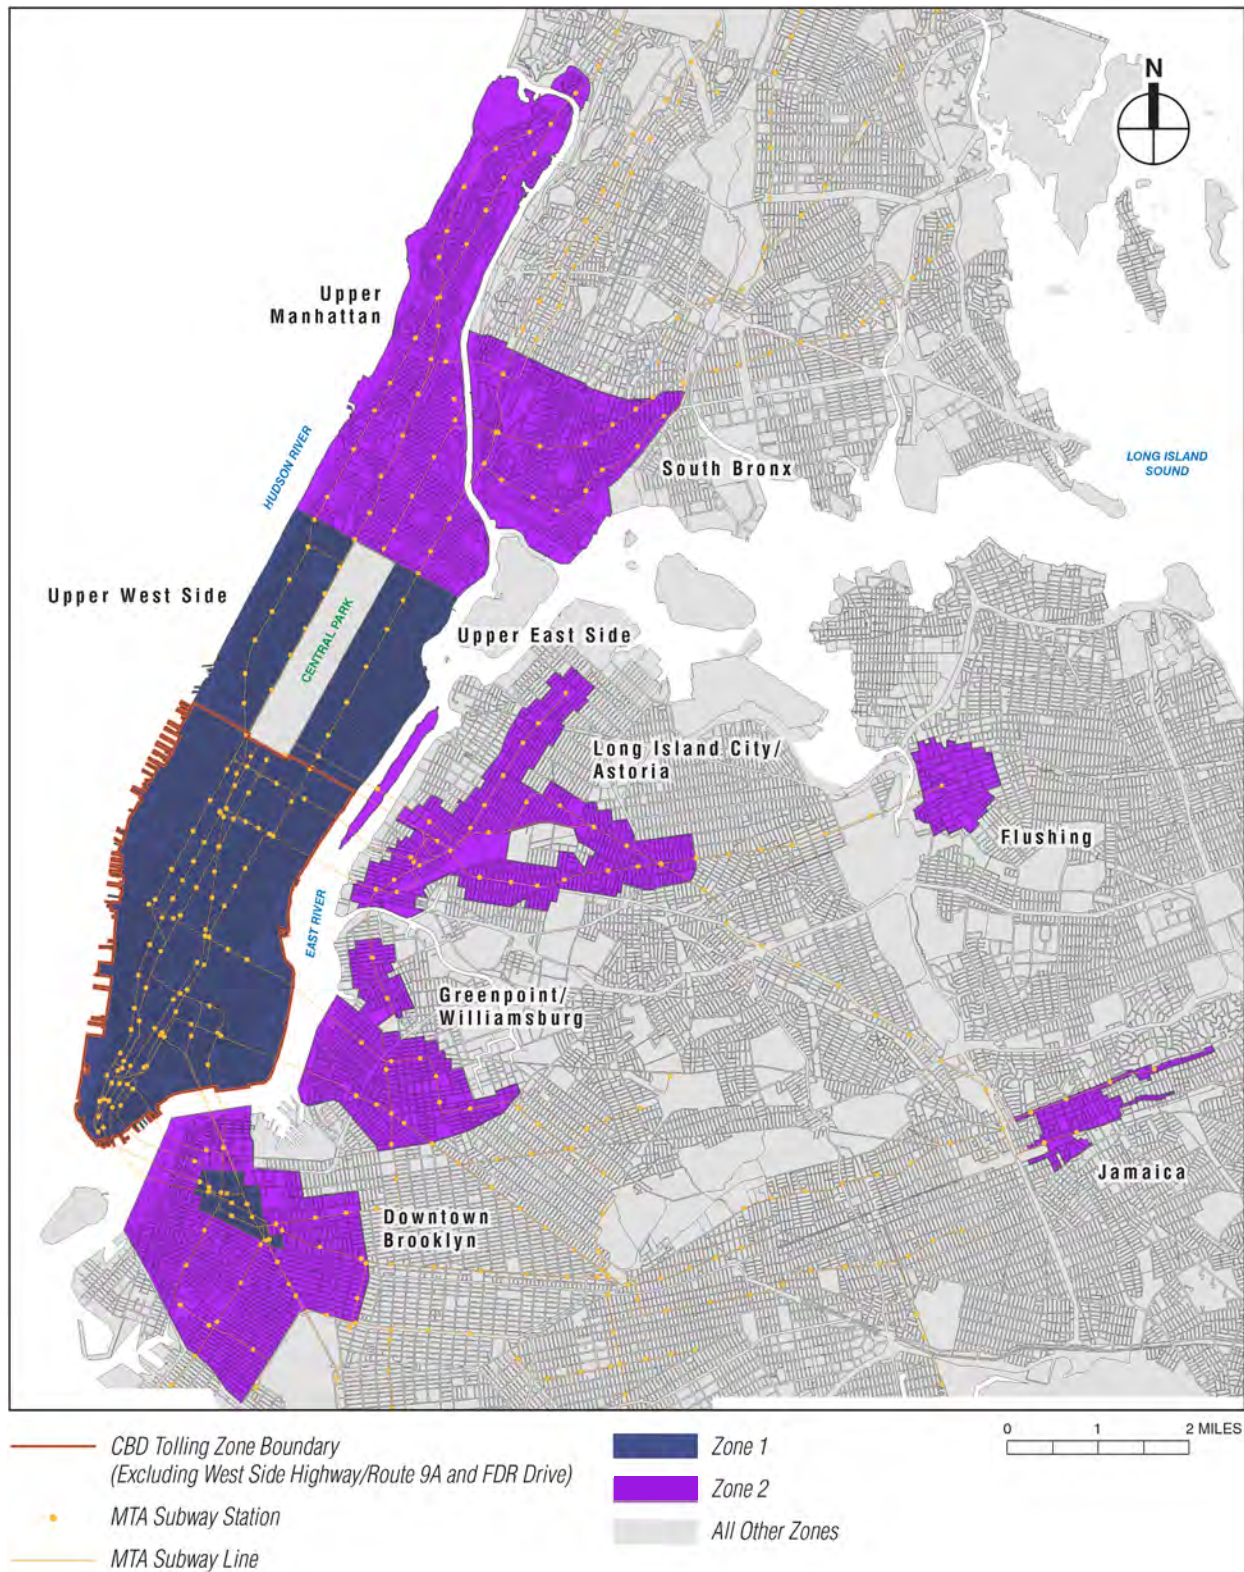 N
Upper
Manhattan
HUDSON RIVER
South Bronx
LONG ISLAND
SOUND
Upper West Side
CENTRAL PARK
Upper East Side
Long Island City/
Astoria
Flushing
EAST RIVER
Greenpoint/
Williamsburg
Jamaica
Downtown
Brooklyn
CBD Tolling Zone Boundary
(Excluding West Side Highway/Route 9A and FDR Drive)
MTA Subway Station
MTA Subway Line
Zone 1
Zone 2
All Other Zones
0 1 2 MILES